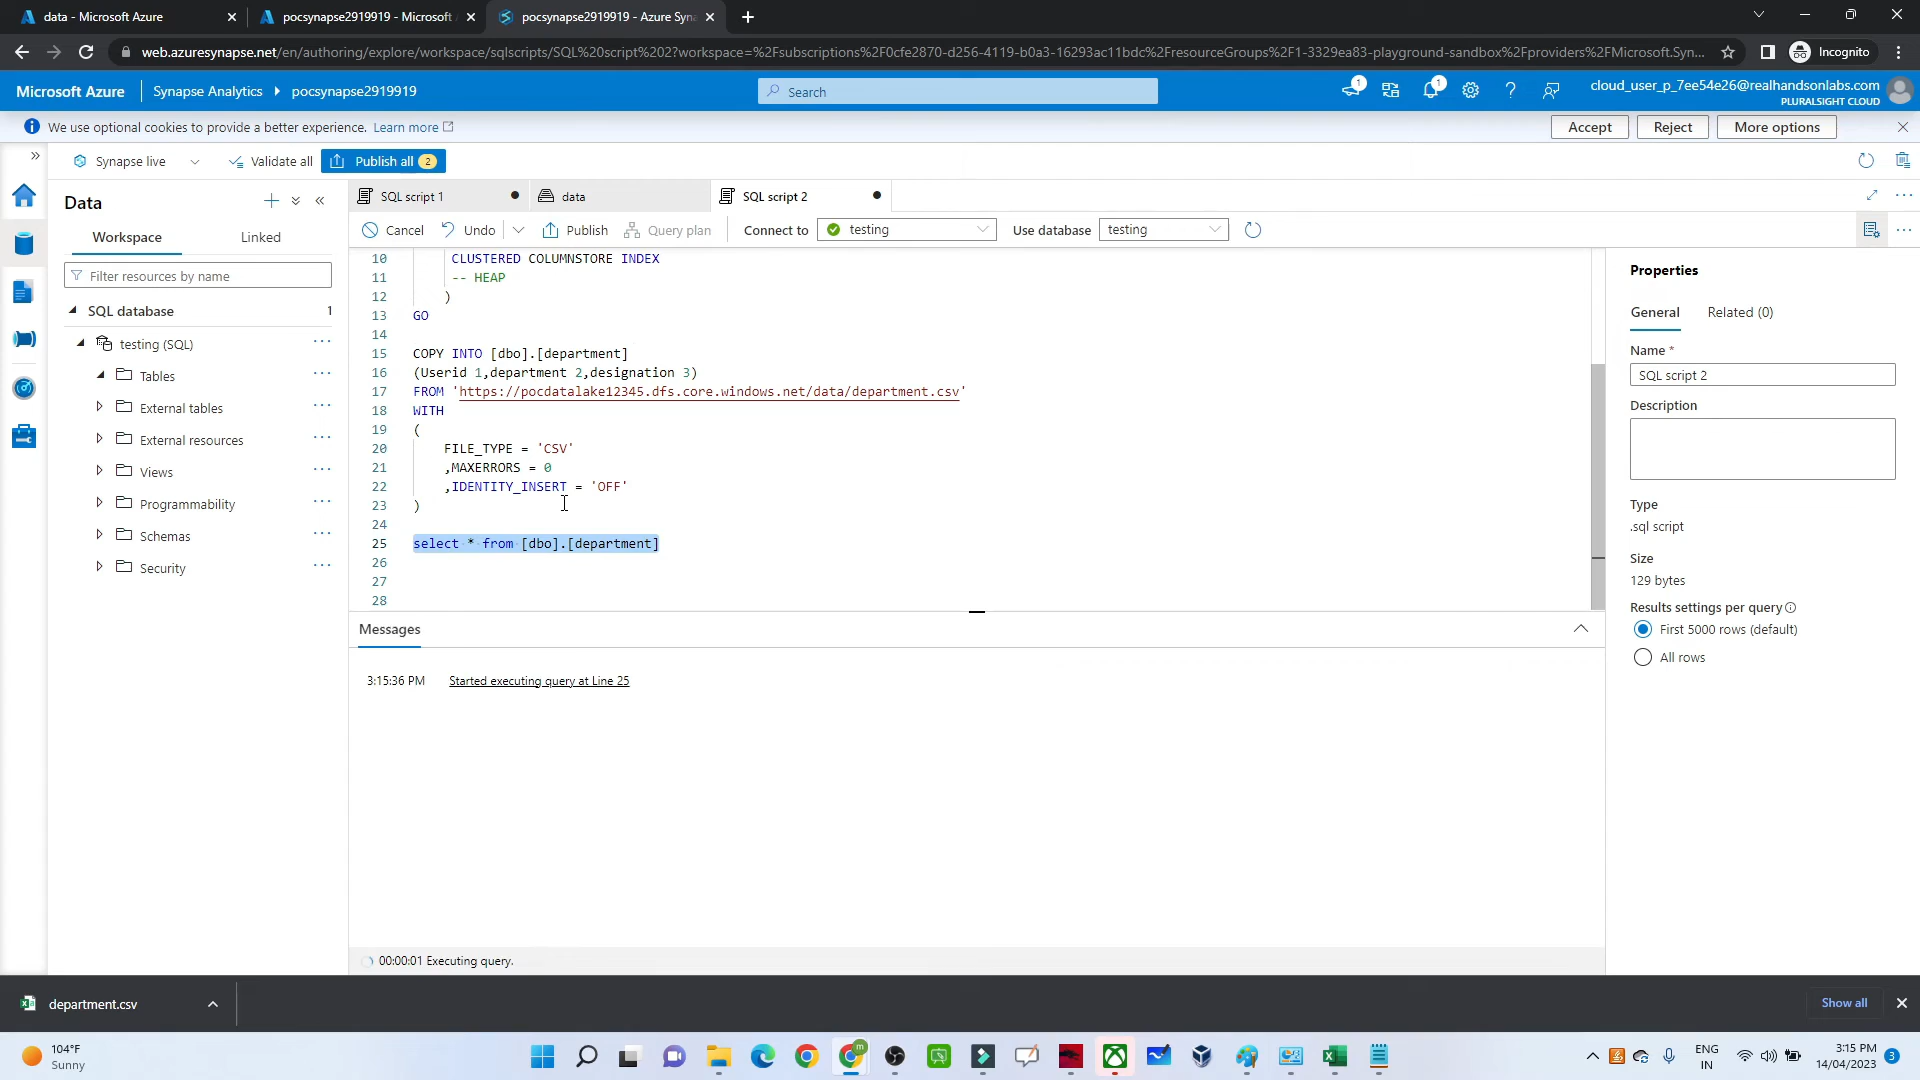 data - Microsoft Azure
pocsynapse2919919 - Microsoft
pocsynapse2919919 - Azure Syn
web.azuresynapse.net/en/authoring/explore/workspace/sqlscripts/SQL%20script%202?workspace=%2Fsubscriptions%2F0cfe2870-d256-4119-b0a3-16293ac11bdc%2FresourceGroups%2F1-3329ea83-playground-sandbox%2Fproviders%2FMicrosoft.Syn...
Incognito
Microsoft Azure
Synapse Analytics
pocsynapse2919919
Search
1
1
cloud_user_p_7ee54e26@realhandsonlabs.com
PLURALSIGHT CLOUD
We use optional cookies to provide a better experience. Learn more
Accept
Reject
More options
Synapse live
Validate all
Publish all 2
Data
Workspace
Linked
Filter resources by name
SQL database 1
testing (SQL)
Tables
External tables
External resources
Views
Programmability
Schemas
Security
SQL script 1
data
SQL script 2
Cancel
Undo
Publish
Query plan
Connect to
testing
Use database
testing
10 CLUSTERED COLUMNSTORE INDEX
11 -- HEAP
12 )
13 GO
14
15 COPY INTO [dbo].[department]
16 (Userid 1,department 2,designation 3)
17 FROM 'https://pocdatalake12345.dfs.core.windows.net/data/department.csv'
18 WITH
19 (
20 FILE_TYPE = 'CSV'
21 ,MAXERRORS = 0
22 ,IDENTITY_INSERT = 'OFF'
23 )
24
25 select * from [dbo].[department]
26
27
28
Messages
3:15:36 PM Started executing query at Line 25
00:00:01 Executing query.
Properties
General
Related (0)
Name *
SQL script 2
Description
Type
.sql script
Size
129 bytes
Results settings per query
First 5000 rows (default)
All rows
department.csv
Show all
104°F
Sunny
m
ENG
IN
3:15 PM
14/04/2023
3